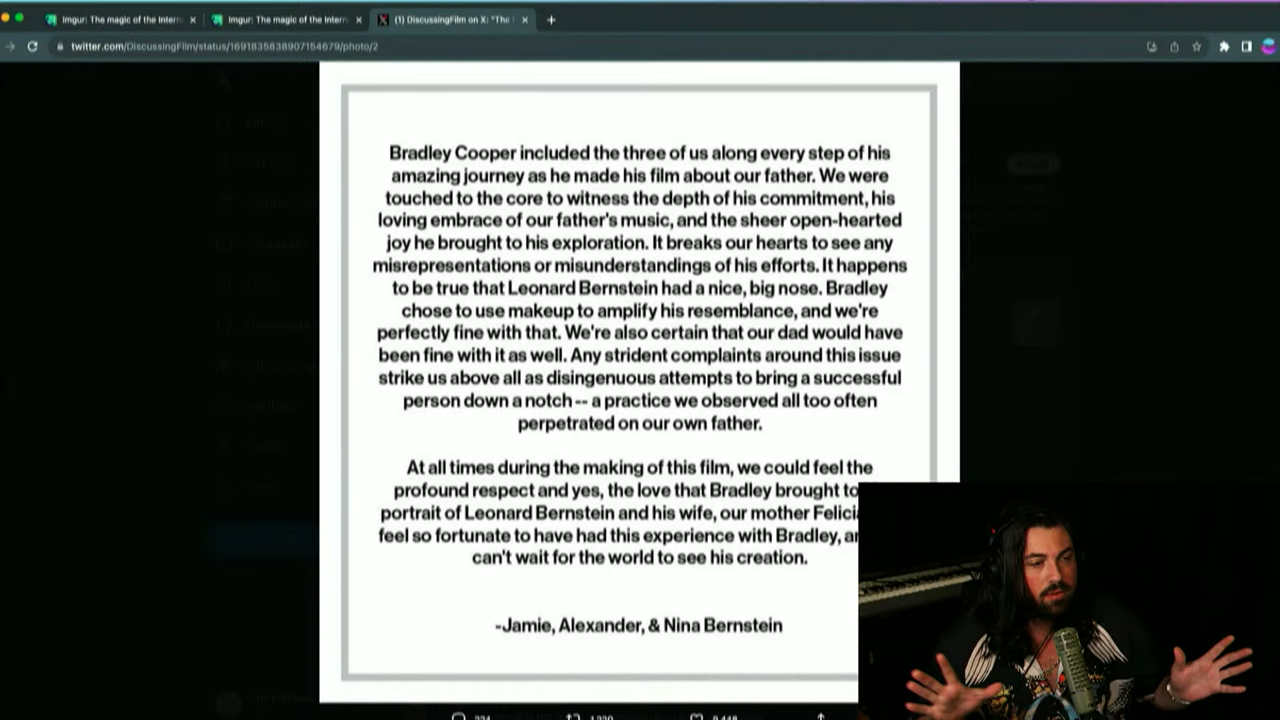 Imgur: The magic of the Intern
Imgur: The magic of the Intern
(1) DiscussingFilm on X: "The
twitter.com/DiscussingFilm/status/1691835838907154679/photo/2
Bradley Cooper included the three of us along every step of his
amazing journey as he made his film about our father. We were
touched to the core to witness the depth of his commitment, his
loving embrace of our father's music, and the sheer open-hearted
joy he brought to his exploration. It breaks our hearts to see any
misrepresentations or misunderstandings of his efforts. It happens
to be true that Leonard Bernstein had a nice, big nose. Bradley
chose to use makeup to amplify his resemblance, and we're
perfectly fine with that. We're also certain that our dad would have
been fine with it as well. Any strident complaints around this issue
strike us above all as disingenuous attempts to bring a successful
person down a notch -- a practice we observed all too often
perpetrated on our own father.
At all times during the making of this film, we could feel the
profound respect and yes, the love that Bradley brought to
portrait of Leonard Bernstein and his wife, our mother Felici
feel so fortunate to have had this experience with Bradley, a
can't wait for the world to see his creation.
-Jamie, Alexander, & Nina Bernstein